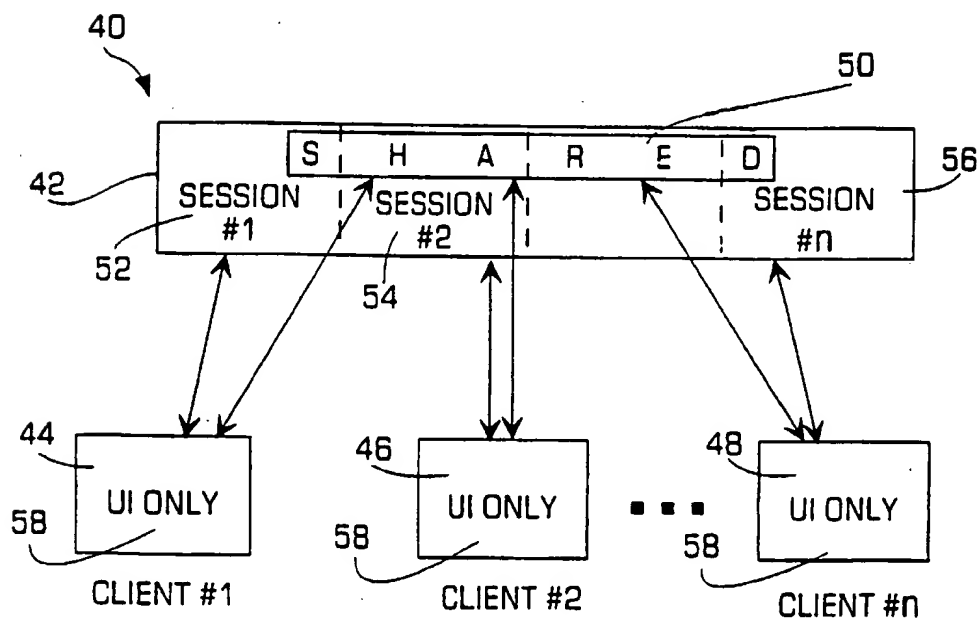 40
50
S H A R E D
42
56
SESSION #1
SESSION #2
SESSION #n
52
54
44
46
48
UI ONLY
UI ONLY
UI ONLY
58
58
58
CLIENT #1
CLIENT #2
CLIENT #n